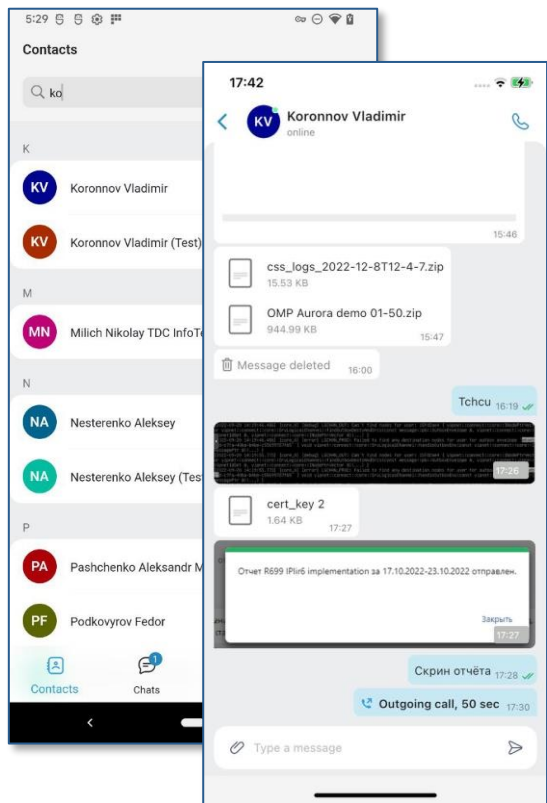 5:29
Contacts
ko
K
KV
Koronnov Vladimir
KV
Koronnov Vladimir (Test)
M
MN
Milich Nikolay TDC InfoTe
N
NA
Nesterenko Aleksey
NA
Nesterenko Aleksey (Tes
P
PA
Pashchenko Aleksandr M
PF
Podkovyrov Fedor
1
Contacts
Chats
17:42
KV
Koronnov Vladimir
online
15:46
css_logs_2022-12-8T12-4-7.zip
15.53 KB
OMP Aurora demo 01-50.zip
944.99 KB
15:47
Message deleted 16:00
Tchcu 16:19
17:26
cert_key 2
1.64 KB
17:27
Отчет R699 IPlir6 implementation за 17.10.2022-23.10.2022 отправлен.
Закрыть
17:27
Скрин отчёта 17:28
Outgoing call, 50 sec 17:30
Type a message